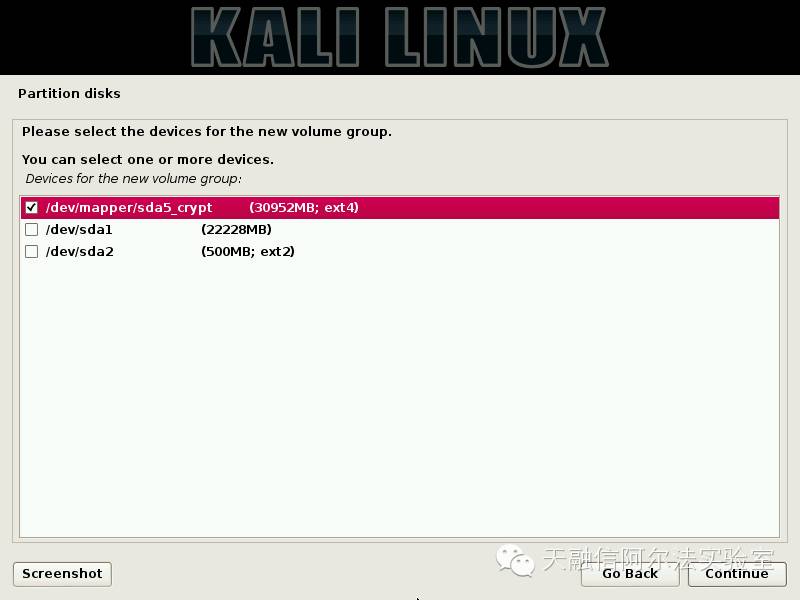 KALI LINUX
Partition disks
Please select the devices for the new volume group.
You can select one or more devices.
Devices for the new volume group:
/dev/mapper/sda5_crypt (30952MB; ext4)
/dev/sda1 (22228MB)
/dev/sda2 (500MB; ext2)
天融信阿尔法实验室
Screenshot Go Back Continue